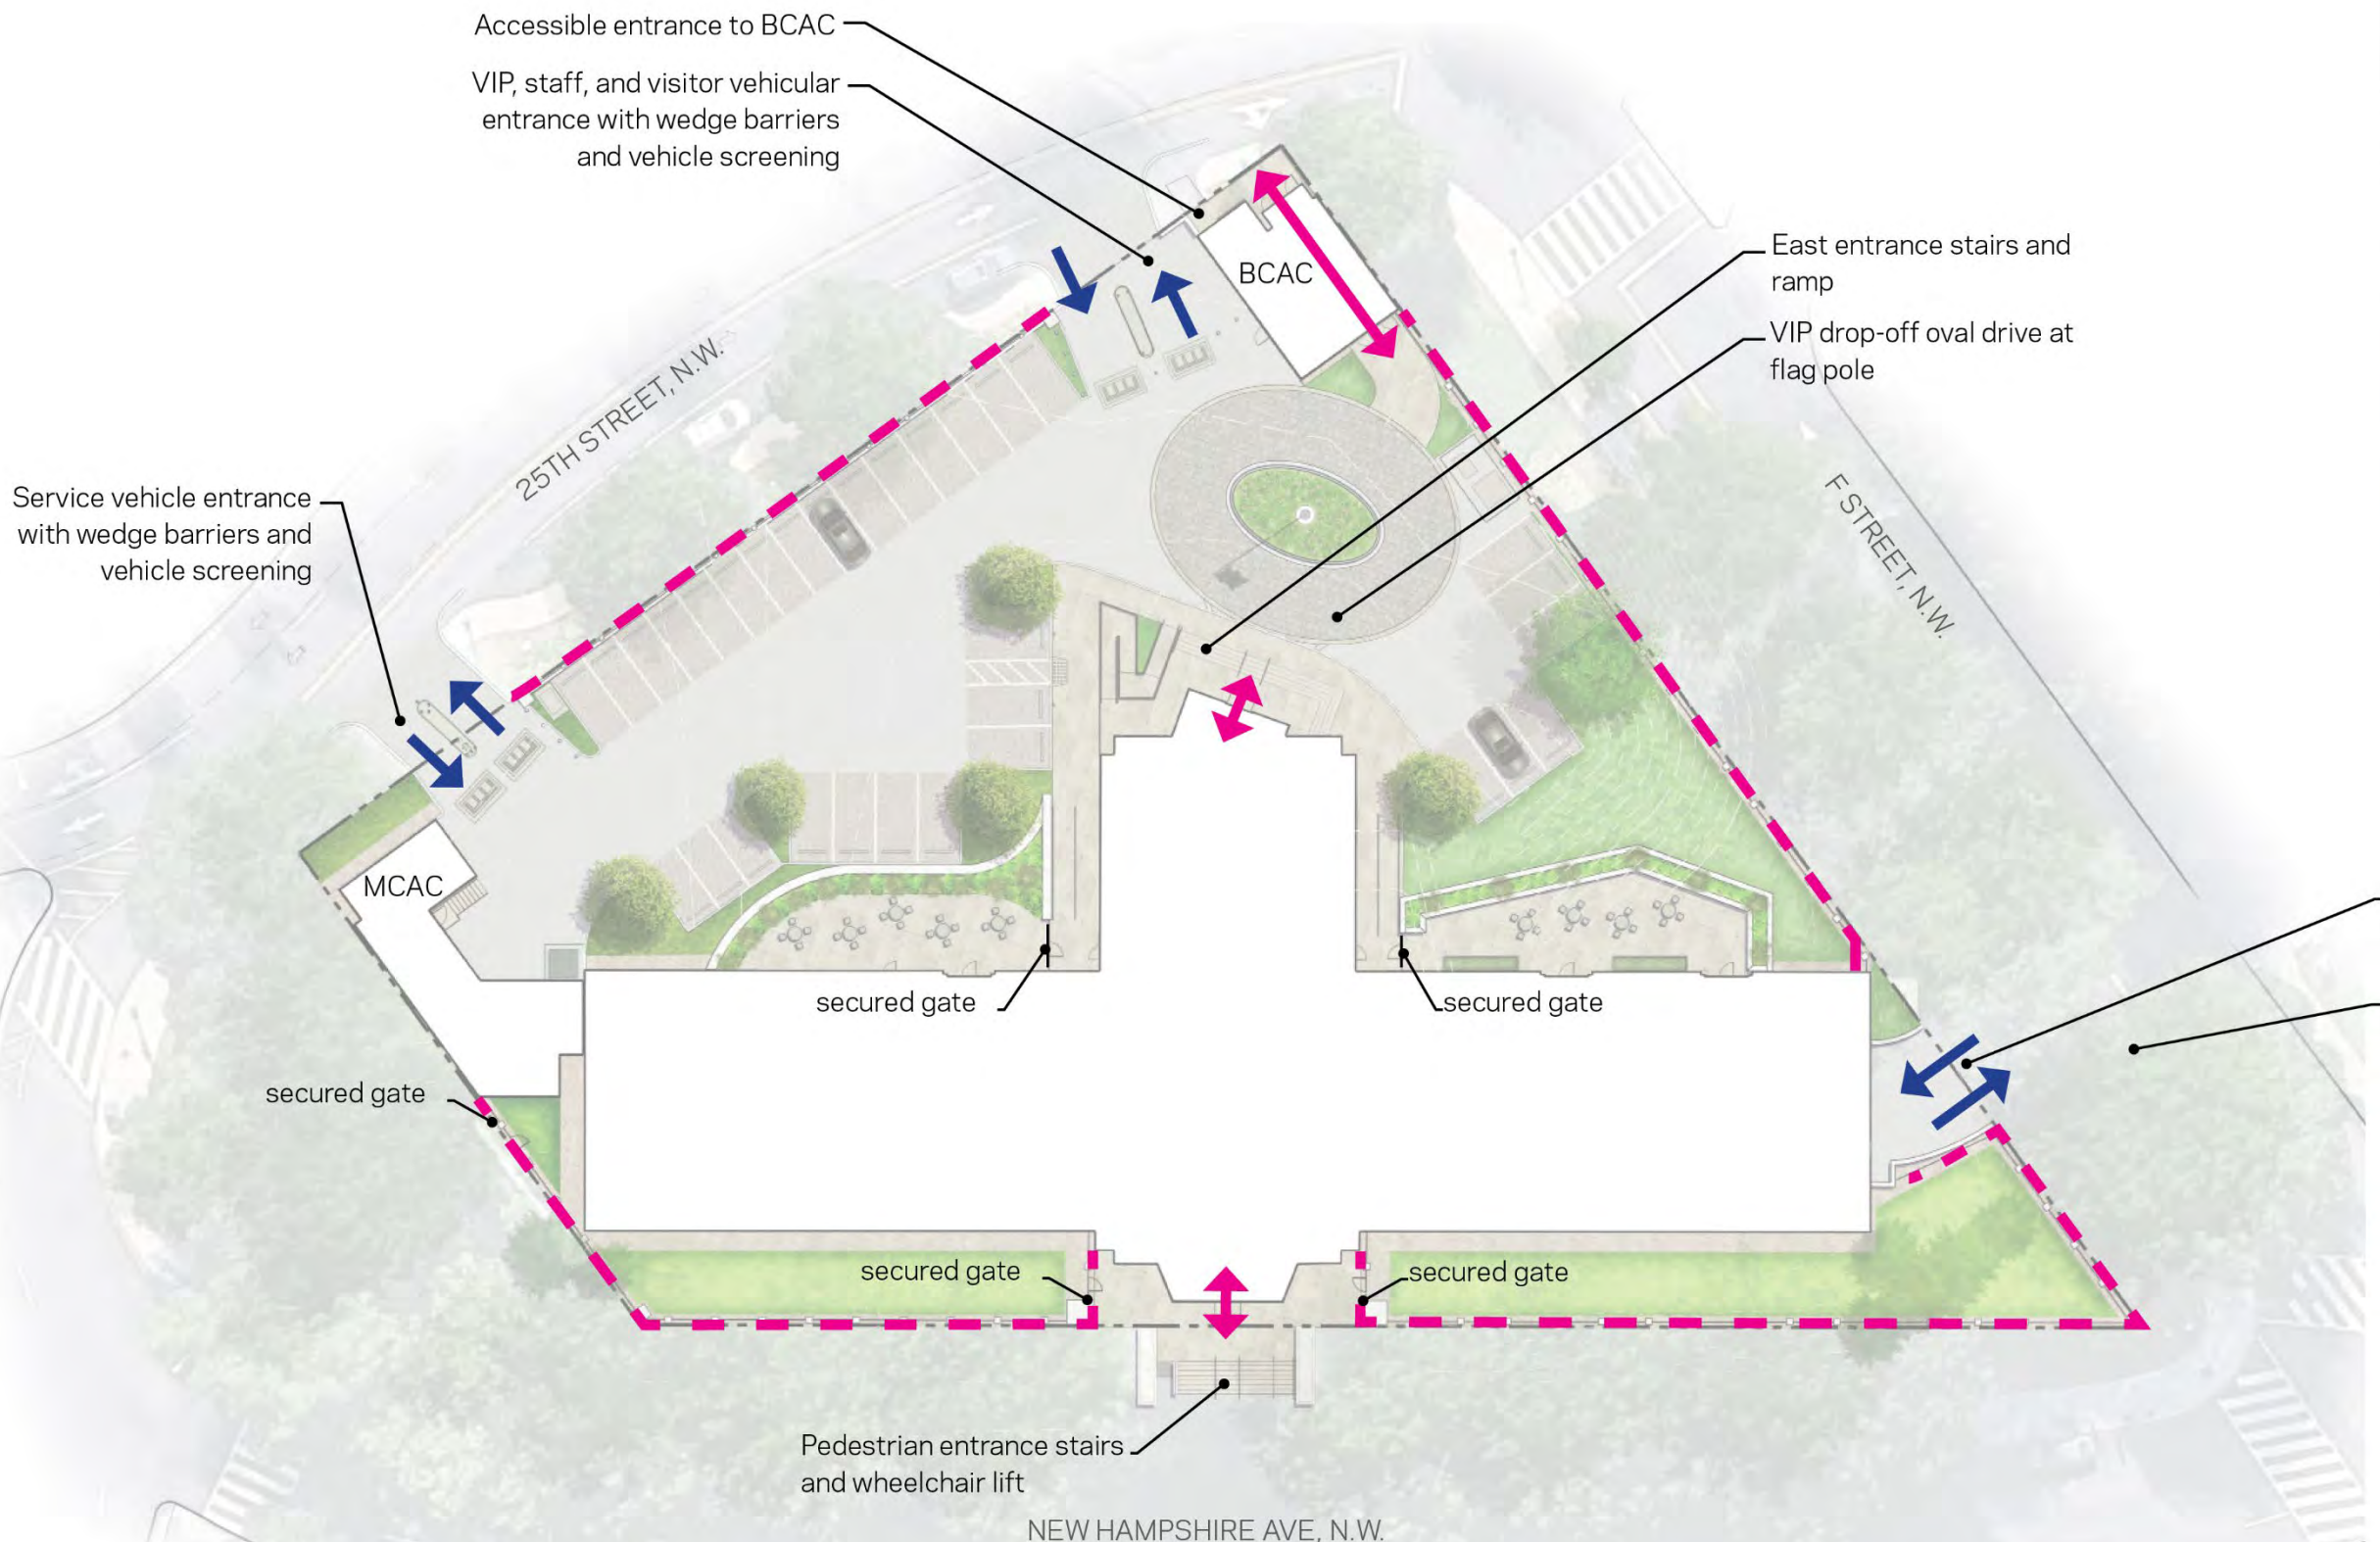 Accessible entrance to BCAC
VIP, staff, and visitor vehicular
entrance with wedge barriers
and vehicle screening
BCAC
East entrance stairs and
ramp
VIP drop-off oval drive at
flag pole
25TH STREET, N.W.
Service vehicle entrance
with wedge barriers and
vehicle screening
F STREET, N.W.
MCAC
secured gate
secured gate
secured gate
secured gate
secured gate
Pedestrian entrance stairs
and wheelchair lift
NEW HAMPSHIRE AVE, N.W.